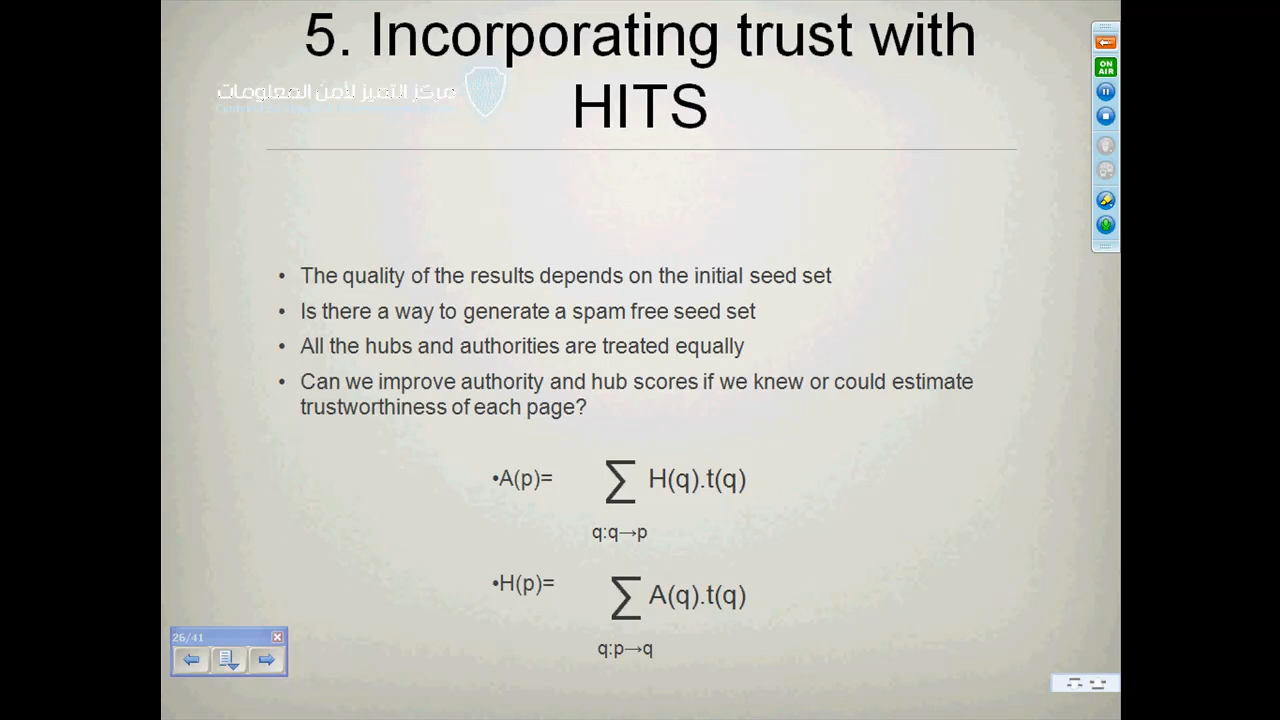 5. Incorporating trust with
HITS
مركز التميز لأمن المعلومات
• The quality of the results depends on the initial seed set
• Is there a way to generate a spam free seed set
• All the hubs and authorities are treated equally
• Can we improve authority and hub scores if we knew or could estimate
trustworthiness of each page?
•A(p)= ∑ H(q).t(q)
q:q→p
•H(p)= ∑ A(q).t(q)
q:p→q
ON
AIR
26/41